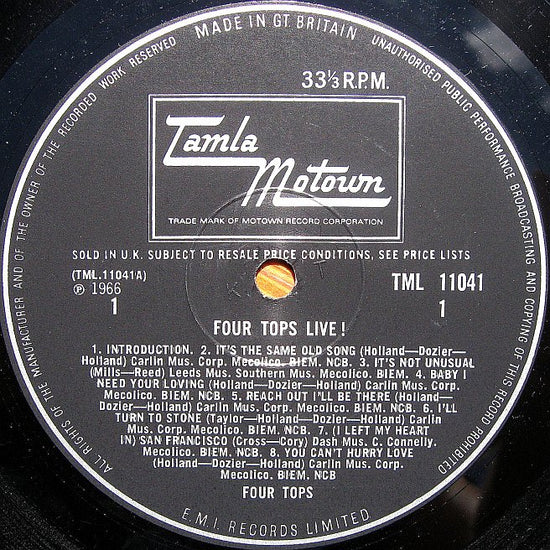 MADE IN GT. BRITAIN
UNAUTHORISED PUBLIC PERFORMANCE BROADCASTING AND COPYING OF THIS RECORD PROHIBITED
ALL RIGHTS OF THE MANUFACTURER AND OF THE OWNER OF THE RECORDED WORK RESERVED
33⅓ R.P.M.
Tamla
Motown
TRADE MARK OF MOTOWN RECORD CORPORATION
SOLD IN U.K. SUBJECT TO RESALE PRICE CONDITIONS, SEE PRICE LISTS
(TML.11041A)
TML 11041
℗ 1966
1
1
FOUR TOPS LIVE!
1. INTRODUCTION. 2. IT'S THE SAME OLD SONG (Holland—Dozier—
Holland) Carlin Mus. Corp. Mecolico. BIEM. NCB. 3. IT'S NOT UNUSUAL
(Mills—Reed) Leeds Mus. Southern Mus. Mecolico. BIEM. 4. BABY I
NEED YOUR LOVING (Holland—Dozier—Holland) Carlin Mus. Corp.
Mecolico. BIEM. NCB. 5. REACH OUT I'LL BE THERE (Holland—Dozier—
Holland) Carlin Mus. Corp. Mecolico. BIEM. NCB. 6. I'LL
TURN TO STONE (Taylor—Holland—Dozier—Holland) Carlin
Mus. Corp. Mecolico. BIEM. NCB. 7. (I LEFT MY HEART
IN) SAN FRANCISCO (Cross—Cory) Dash Mus. C. Connelly.
Mecolico. BIEM. NCB. 8. YOU CAN'T HURRY LOVE
(Holland—Dozier—Holland) Carlin Mus. Corp.
Mecolico. BIEM. NCB
FOUR TOPS
E.M.I. RECORDS LIMITED